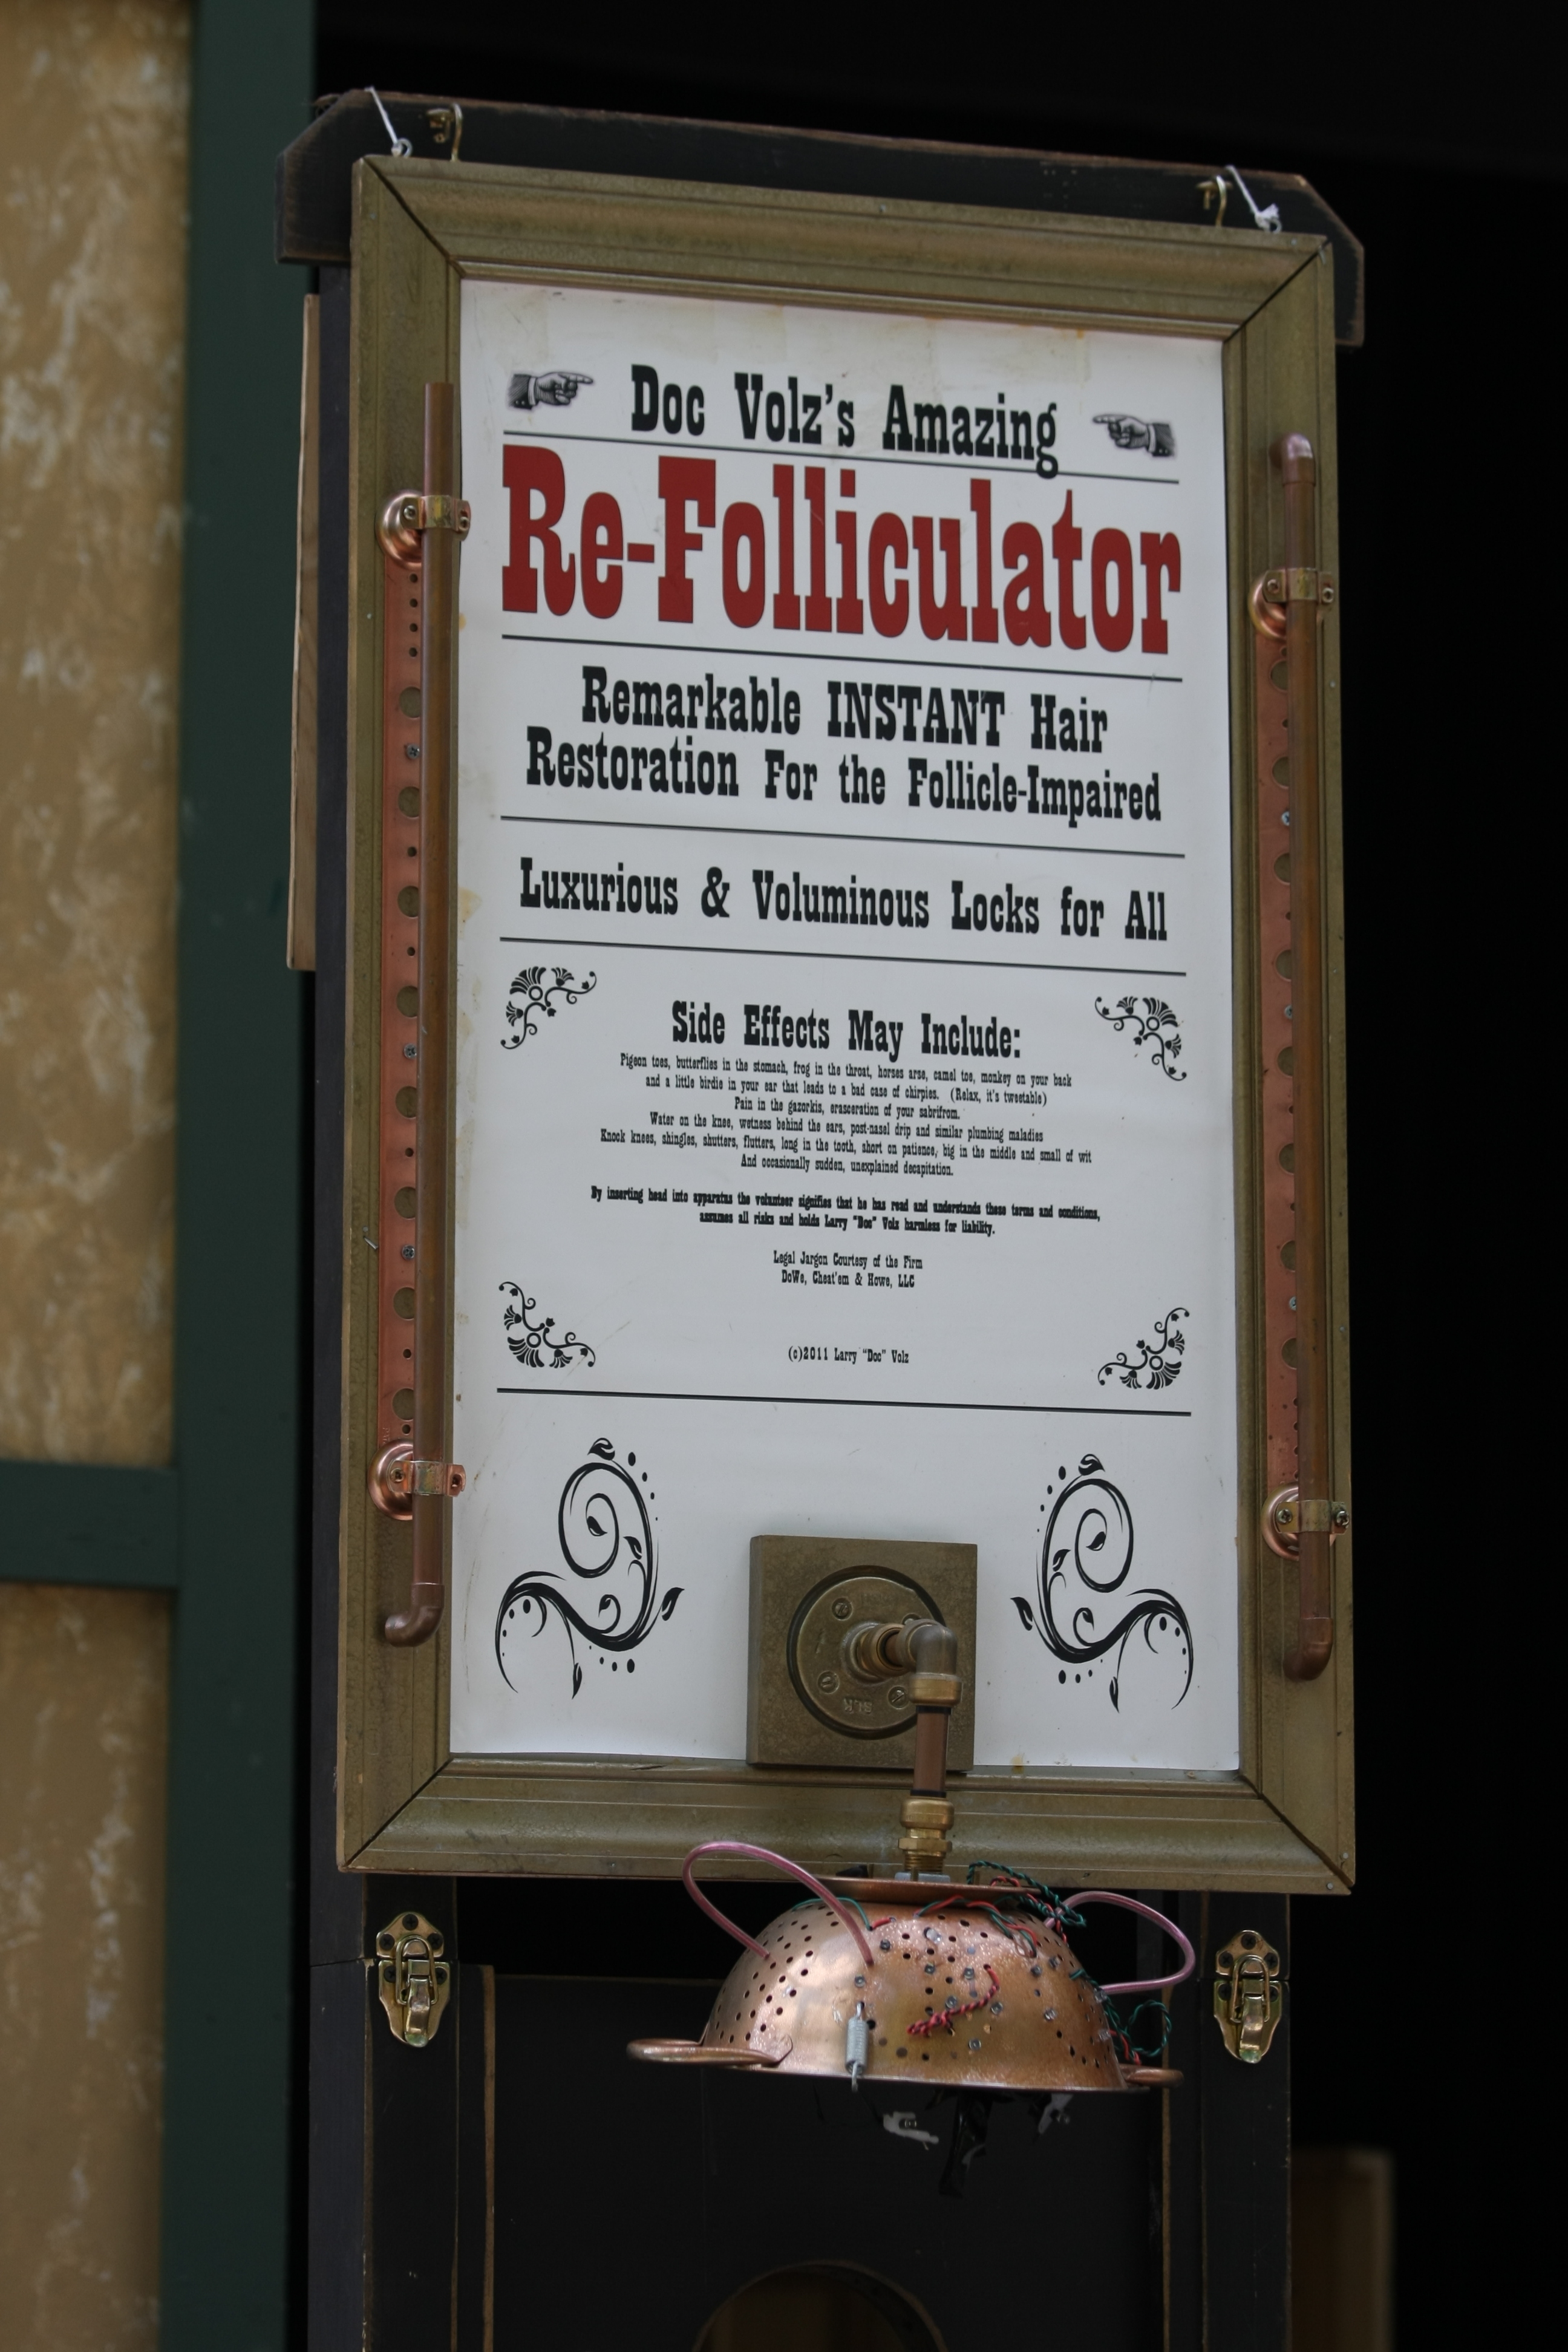 Doc Volz's Amazing
Re-Folliculator
Remarkable INSTANT Hair
Restoration For the Follicle-Impaired
Luxurious & Voluminous Locks for All
Side Effects May Include:
Pigeon toes, butterflies in the stomach, frog in the throat, horses arse, camel toe, monkey on your back
and a little birdie in your ear that leads to a bad case of chirpies. (Relax, it's tweetable)
Pain in the gazorkis, erasceration of your sabrifrom.
Water on the knee, wetness behind the ears, post-nasal drip and similar plumbing maladies
Knock knees, shingles, shutters, flutters, long in the tooth, short on patience, big in the middle and small of wit
And occasionally sudden, unexplained decapitation.
By inserting head into apparatus the volunteer signifies that he has read and understands these terms and conditions,
assumes all risks and holds Larry "Doc" Volz harmless for liability.
Legal Jargon Courtesy of the Firm
DoWe, Cheat'em & Howe, LLC
(c)2011 Larry "Doc" Volz